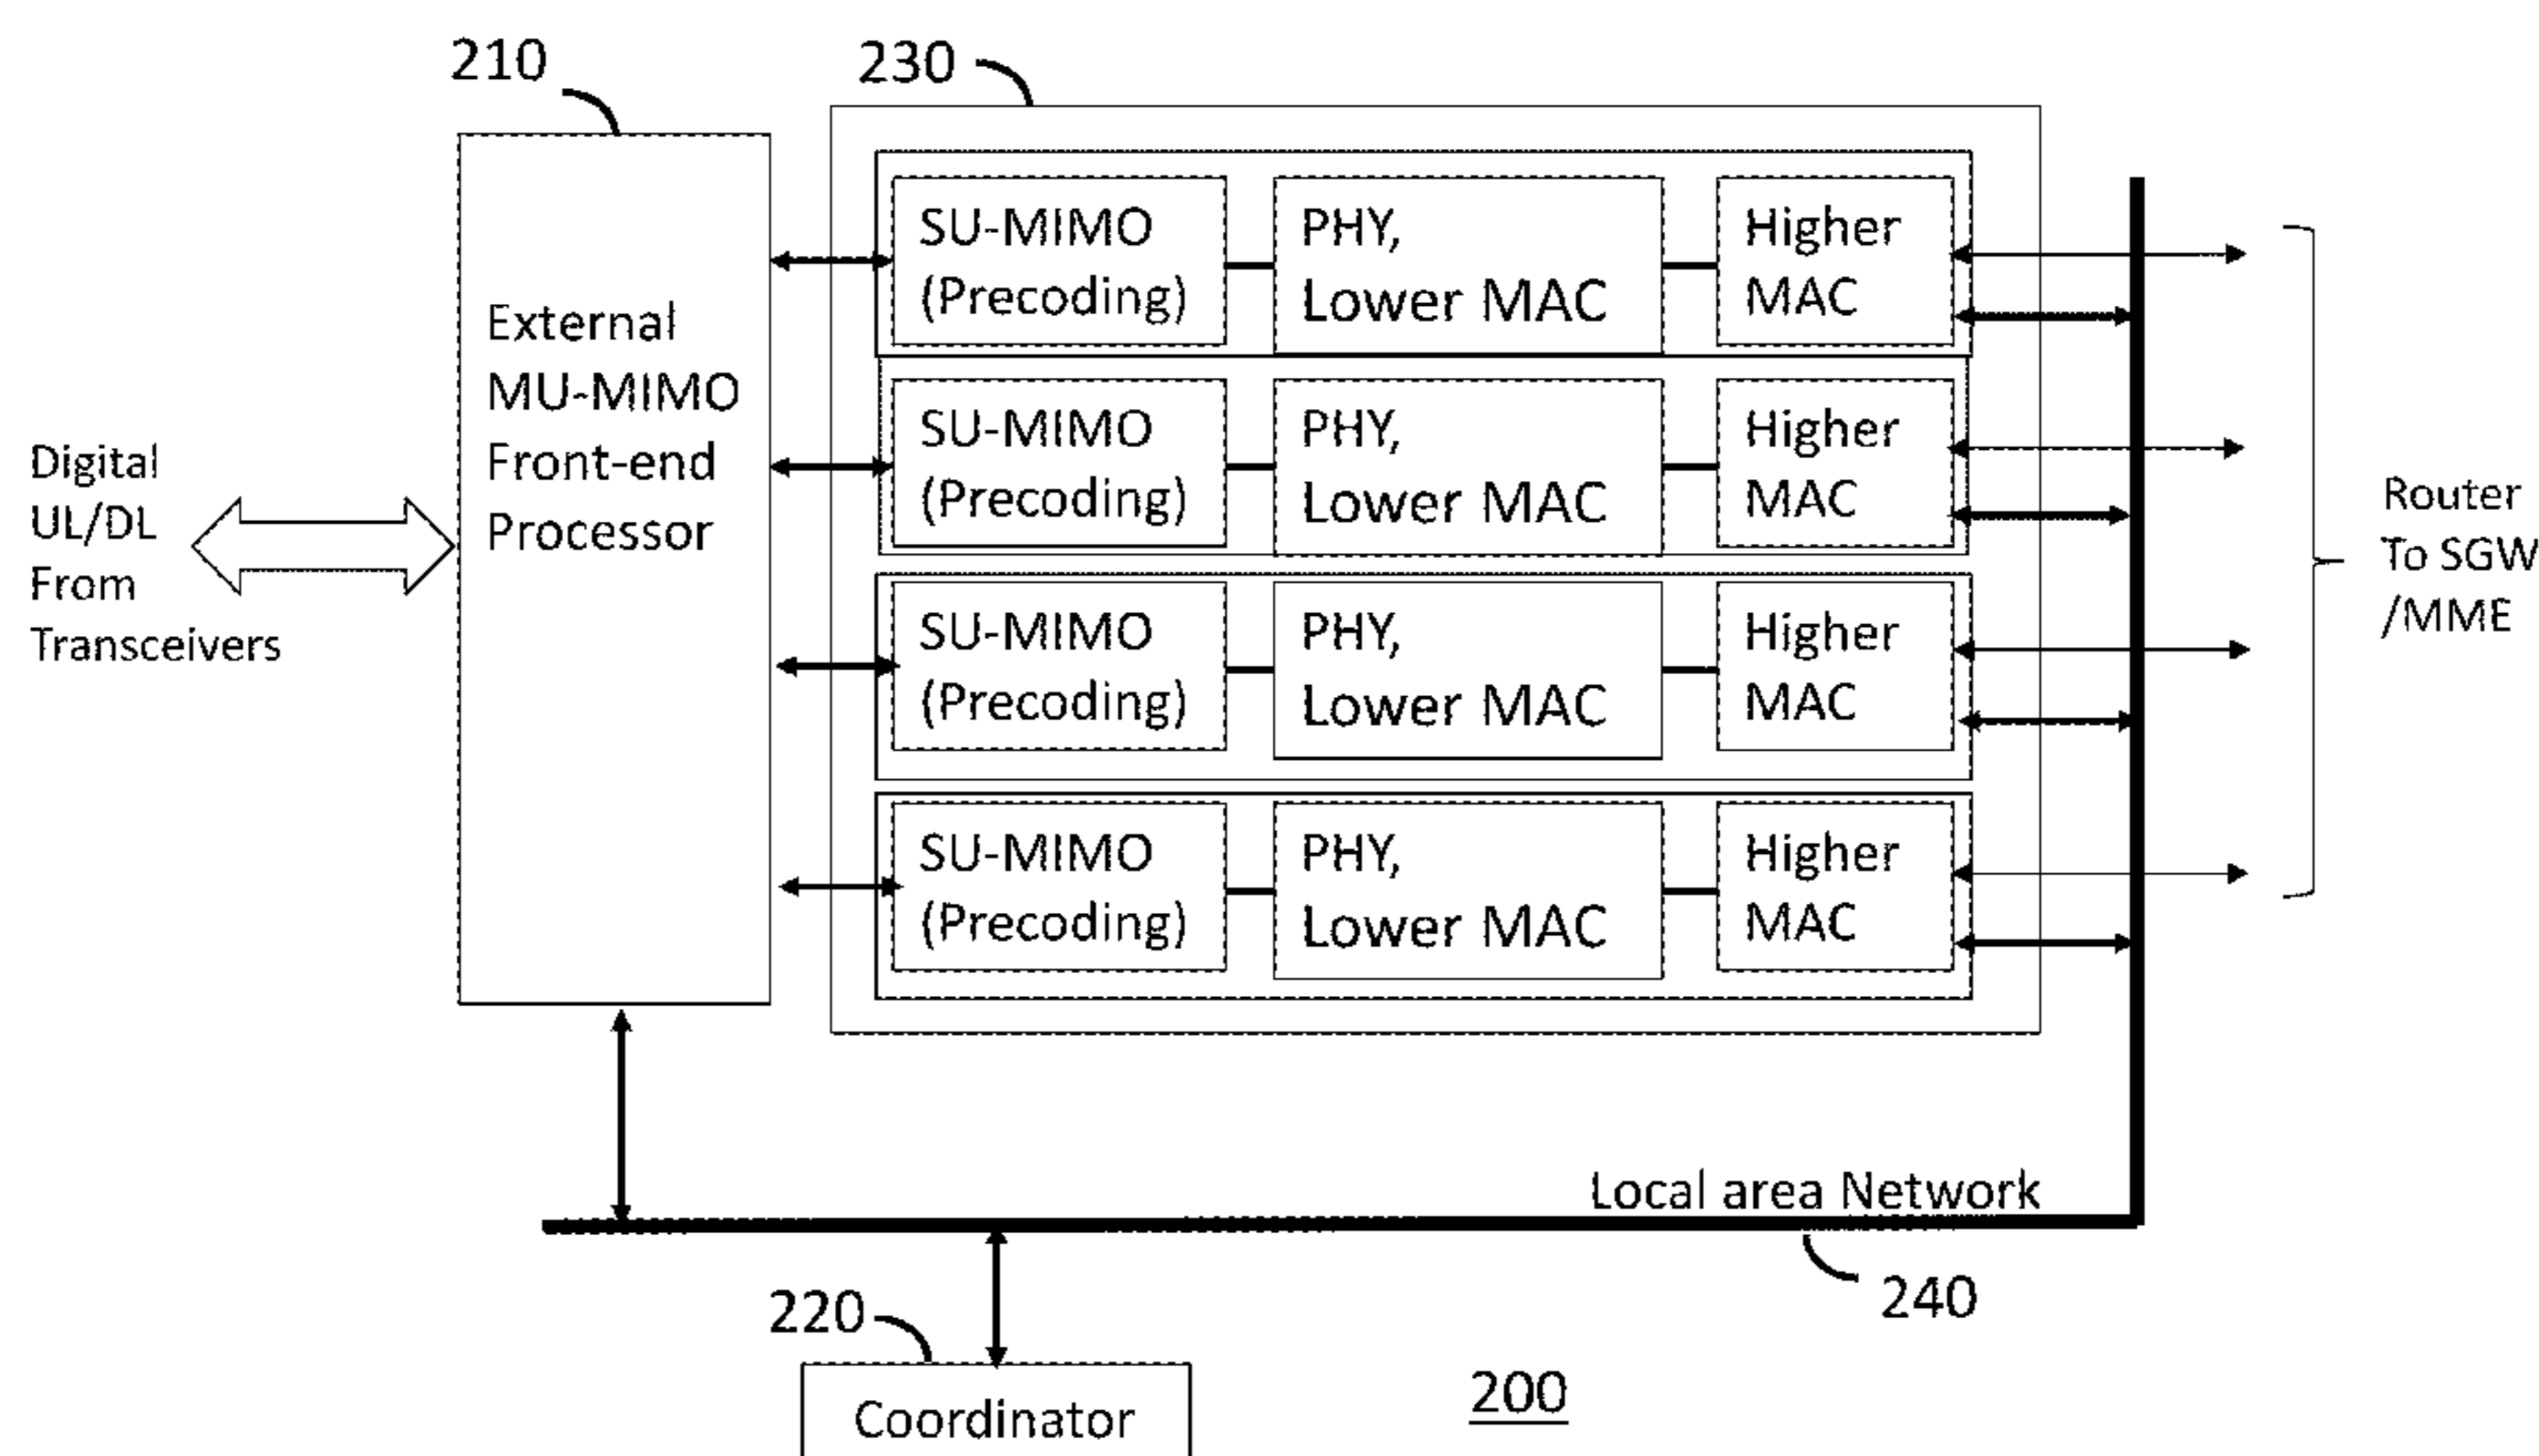 210
230
External
MU-MIMO
Front-end
Processor
Digital
UL/DL
From
Transceivers
SU-MIMO
(Precoding)
PHY,
Lower MAC
Higher
MAC
SU-MIMO
(Precoding)
PHY,
Lower MAC
Higher
MAC
SU-MIMO
(Precoding)
PHY,
Lower MAC
Higher
MAC
SU-MIMO
(Precoding)
PHY,
Lower MAC
Higher
MAC
Router
To SGW
/MME
Local area Network
240
220
Coordinator
200